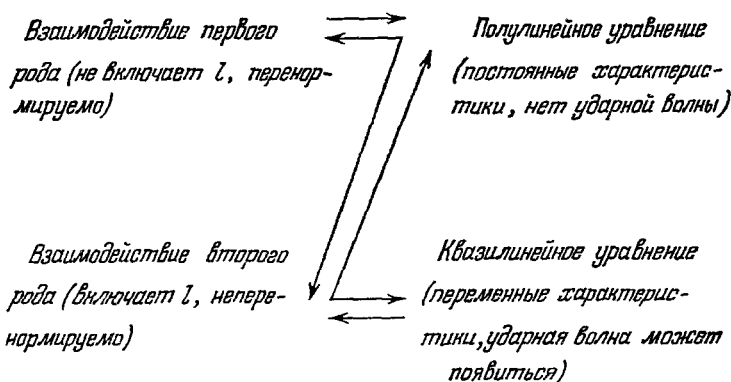 Взаимодействие первого
рода (не включает l, перенор-
мируемо)
Полулинейное уравнение
(постоянные характерис-
тики, нет ударной волны)
Взаимодействие второго
рода (включает l, непере-
нормируемо)
Квазилинейное уравнение
(переменные характерис-
тики, ударная волна может
появиться)